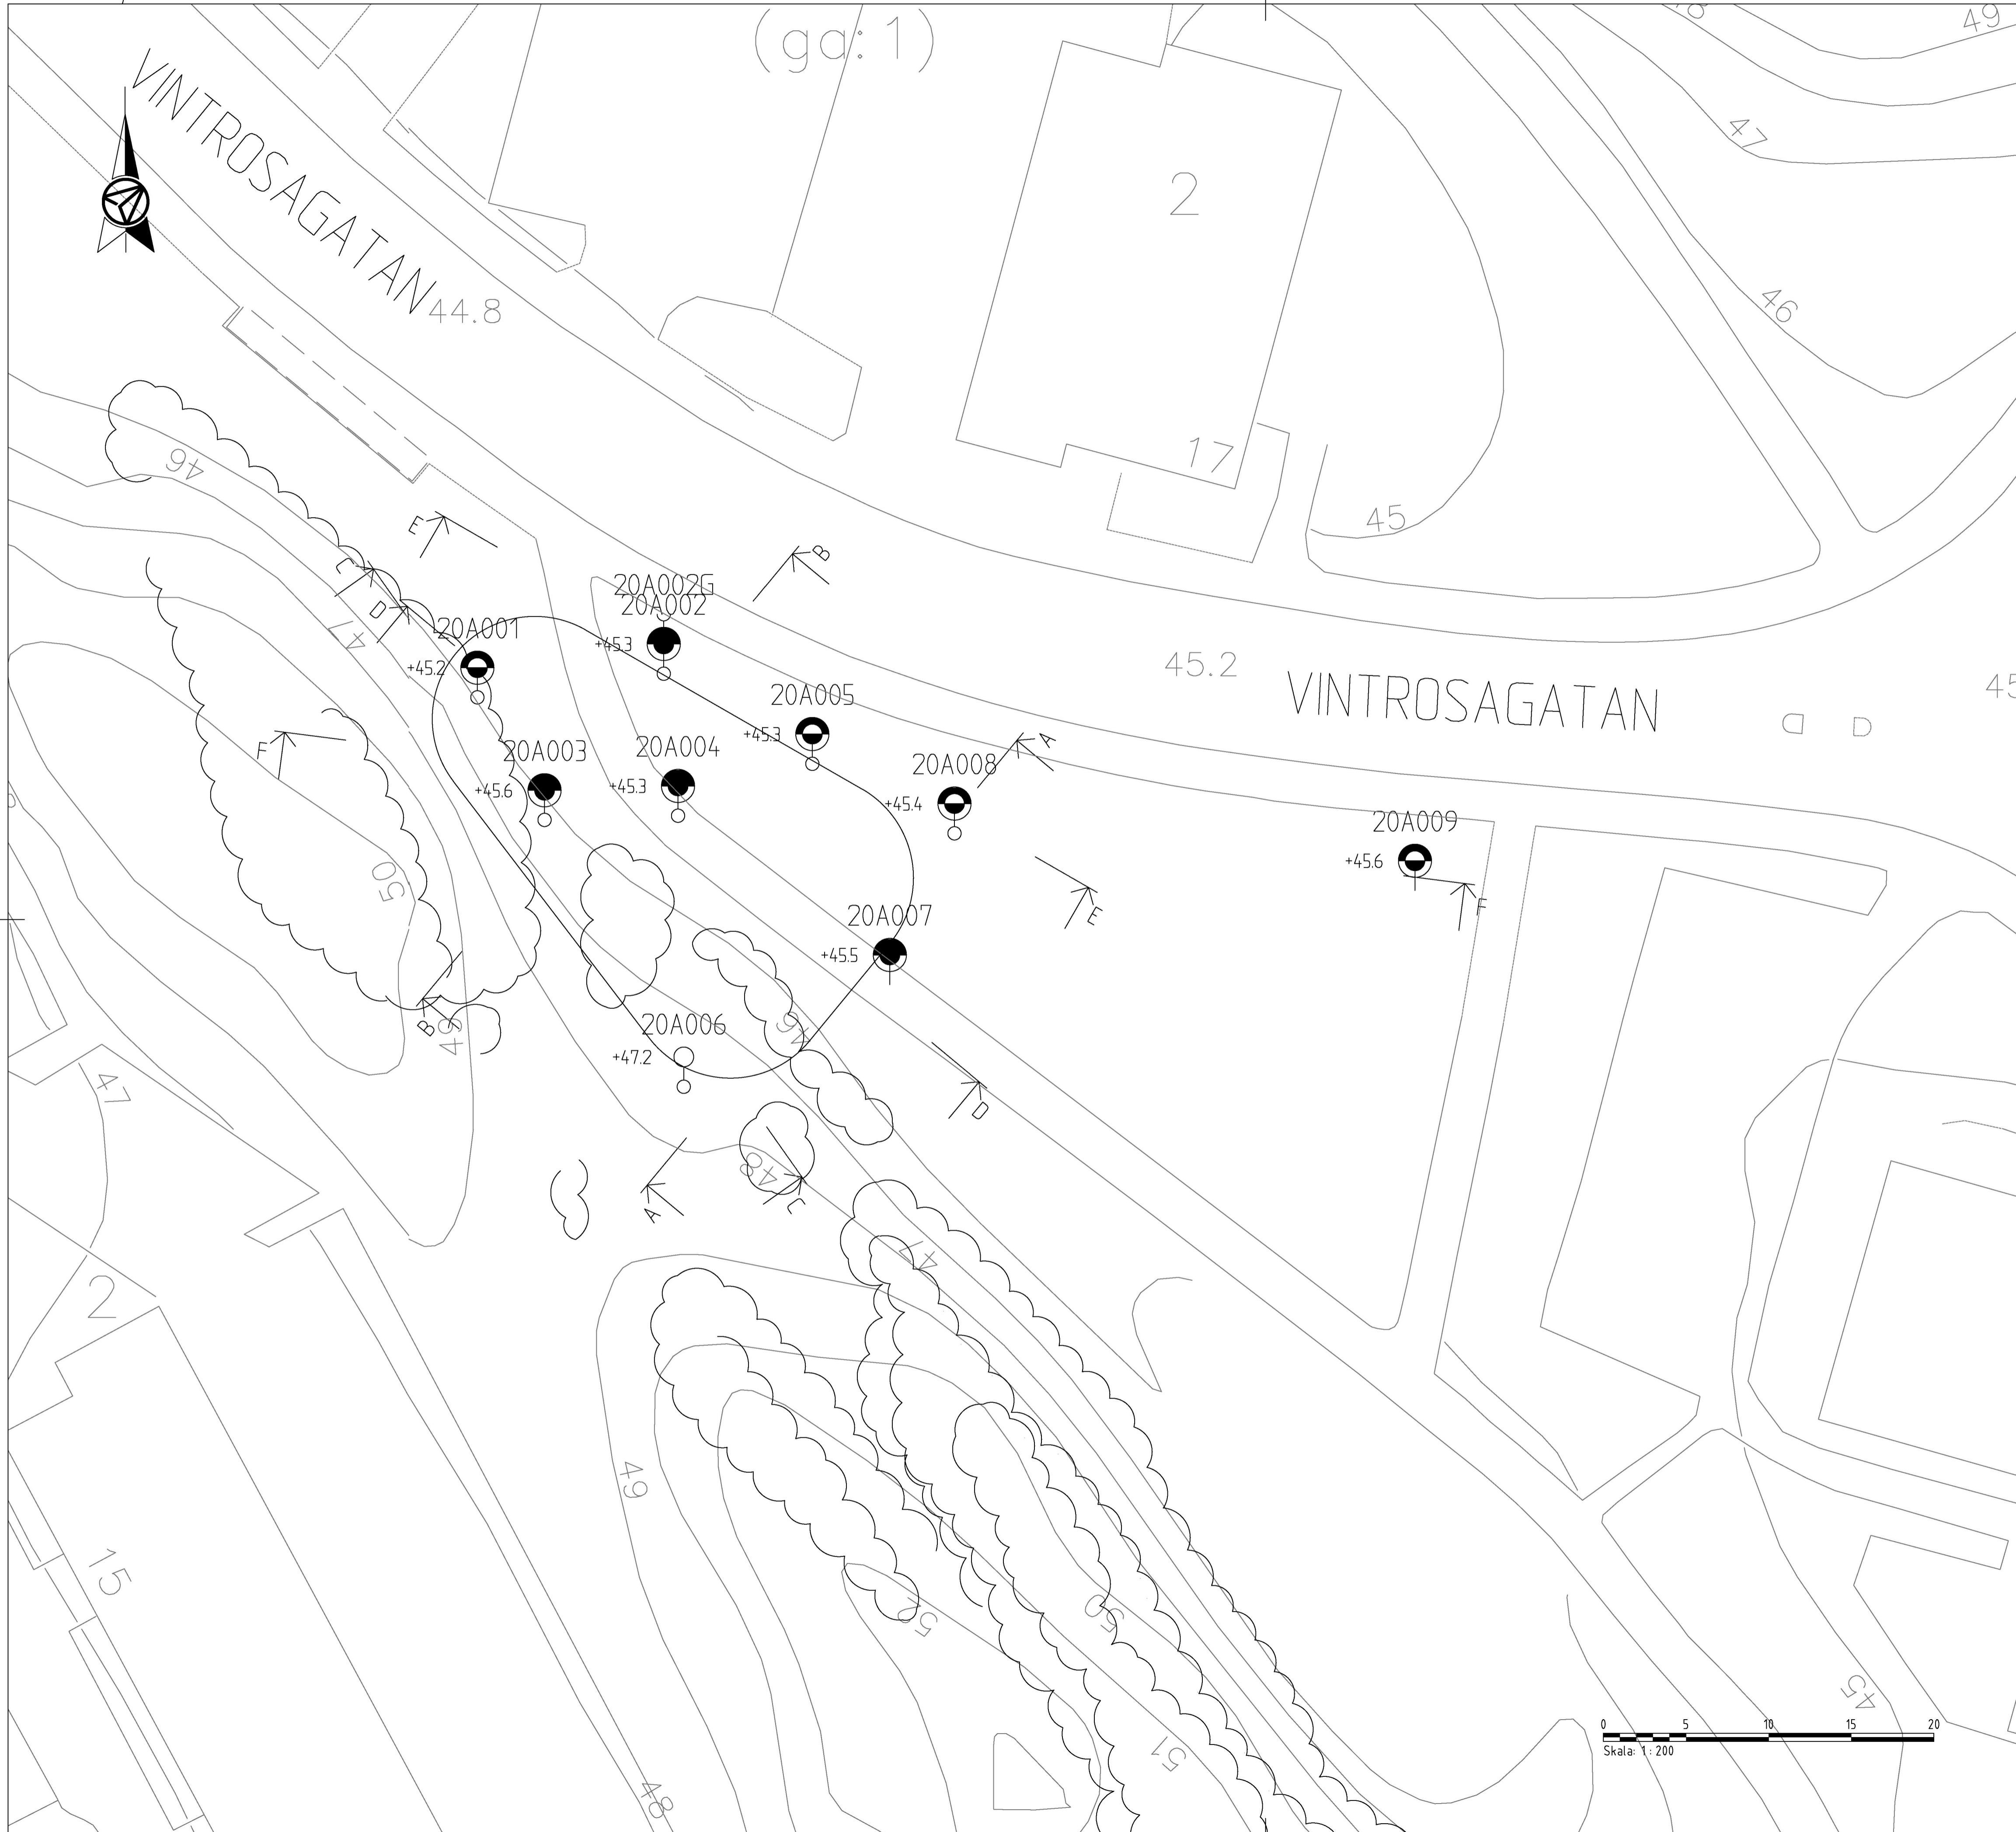 (ga:1)
49
VINTROSAGATAN
47
2
46
44.8
17
46
45
E
B
C
20A002G
D
20A002
20A001
+45.3
47
+45.2
45.2
VINTROSAGATAN
20A005
+45.3
A
F
20A003
20A004
20A008
+45.6
+45.3
+45.4
20A009
+45.6
50
E
F
20A007
+45.5
20A006
46
B
48
+47.2
47
D
48
A
C
47
2
49
15
52
50
45
0 5 10 15 20
51
Skala: 1 : 200
48